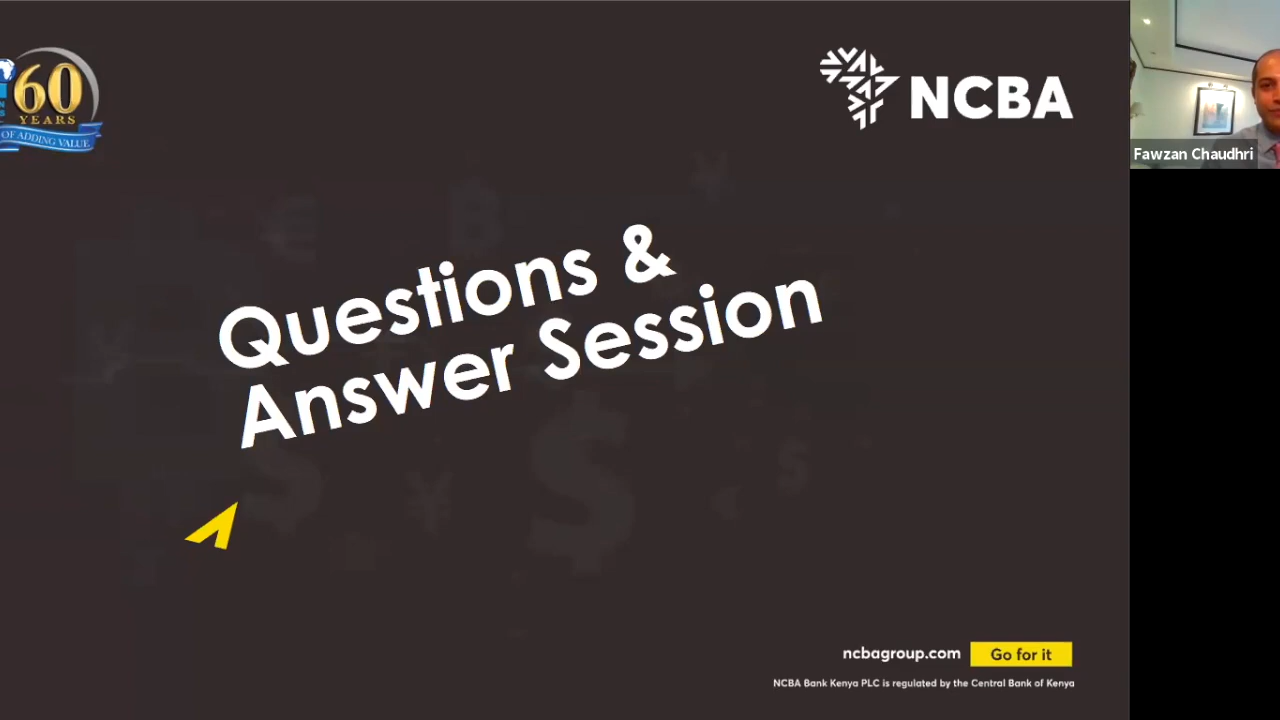 60
YEARS
OF ADDING VALUE
NCBA
Fawzan Chaudhri
Questions &
Answer Session
ncbagroup.com
Go for it
NCBA Bank Kenya PLC is regulated by the Central Bank of Kenya